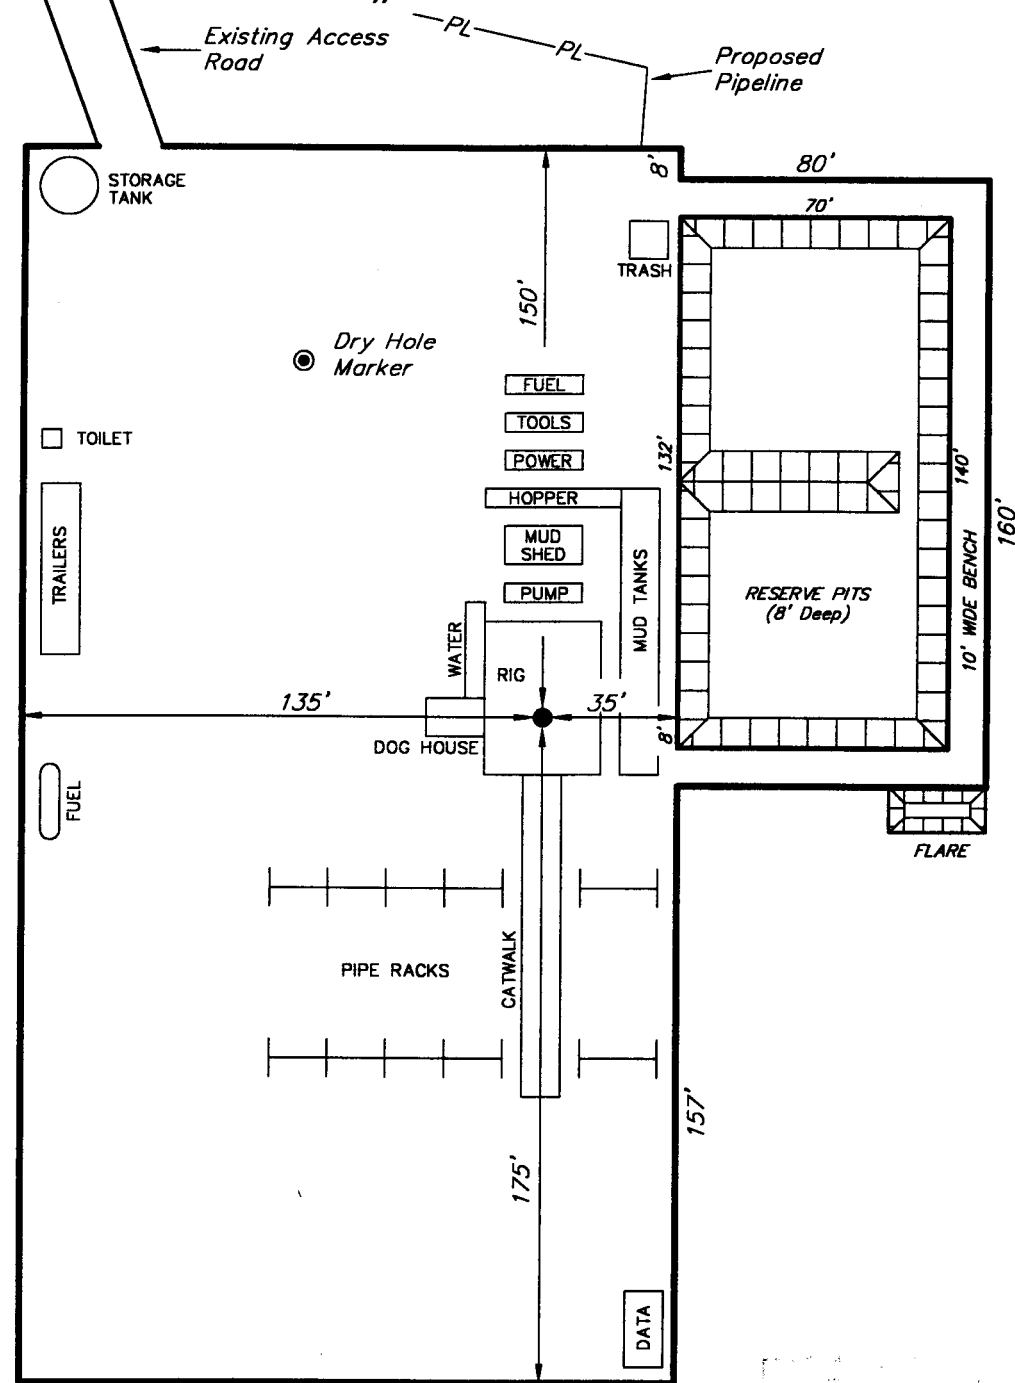 PL
PL
Existing Access
Road
Proposed
Pipeline
8'
80'
STORAGE
TANK
70'
TRASH
150'
Dry Hole
Marker
FUEL
TOOLS
TOILET
POWER
132'
140'
HOPPER
160'
MUD
SHED
TRAILERS
MUD TANKS
RESERVE PITS
(8' Deep)
10' WIDE BENCH
PUMP
WATER
RIG
135'
35'
8'
DOG HOUSE
FUEL
FLARE
CATWALK
PIPE RACKS
157'
175'
DATA